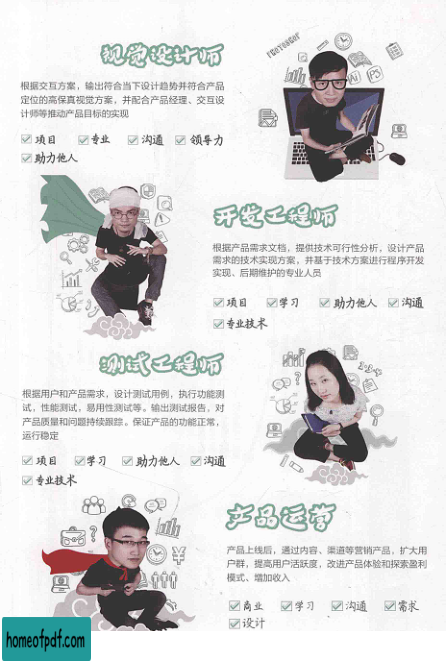 视觉设计师
根据交互方案，输出符合当下设计趋势并符合产品
定位的高保真视觉方案，并配合产品经理、交互设
计师等推动产品目标的实现
项目 专业 沟通 领导力
助力他人
开发工程师
根据产品需求文档，提供技术可行性分析，设计产品
需求的技术实现方案，并基于技术方案进行程序开发
实现、后期维护的专业人员
项目 学习 助力他人 沟通
专业技术
测试工程师
根据用户和产品需求，设计测试用例，执行功能测
试，性能测试，易用性测试等。输出测试报告，对
产品质量和问题持续跟踪。保证产品的功能正常，
运行稳定
项目 学习 助力他人 沟通
专业技术
产品运营
产品上线后，通过内容、渠道等营销产品，扩大用
户群，提高用户活跃度，改进产品体验和探索盈利
模式、增加收入
商业 学习 沟通 需求
设计
homeofpdf.com